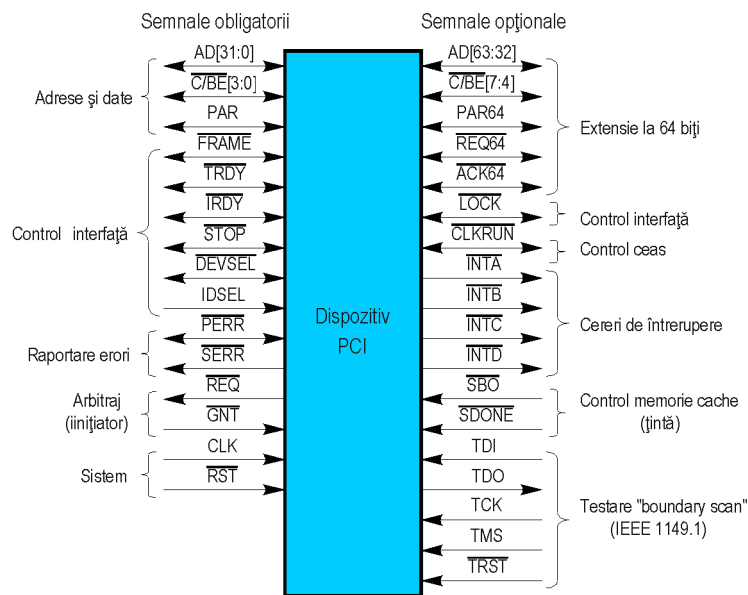 Semnale obligatorii
Semnale opţionale
AD[31:0]
C/BE[3:0]
PAR
FRAME
TRDY
IRDY
STOP
DEVSEL
IDSEL
PERR
SERR
REQ
GNT
CLK
RST
Adrese şi date
Control interfaţă
Raportare erori
Arbitraj
(iiniţiator)
Sistem
Dispozitiv
PCI
AD[63:32]
C/BE[7:4]
PAR64
REQ64
ACK64
LOCK
CLKRUN
INTA
INTB
INTC
INTD
SBO
SDONE
TDI
TDO
TCK
TMS
TRST
Extensie la 64 biţi
Control interfaţă
Control ceas
Cereri de întrerupere
Control memorie cache
(ţintă)
Testare "boundary scan"
(IEEE 1149.1)